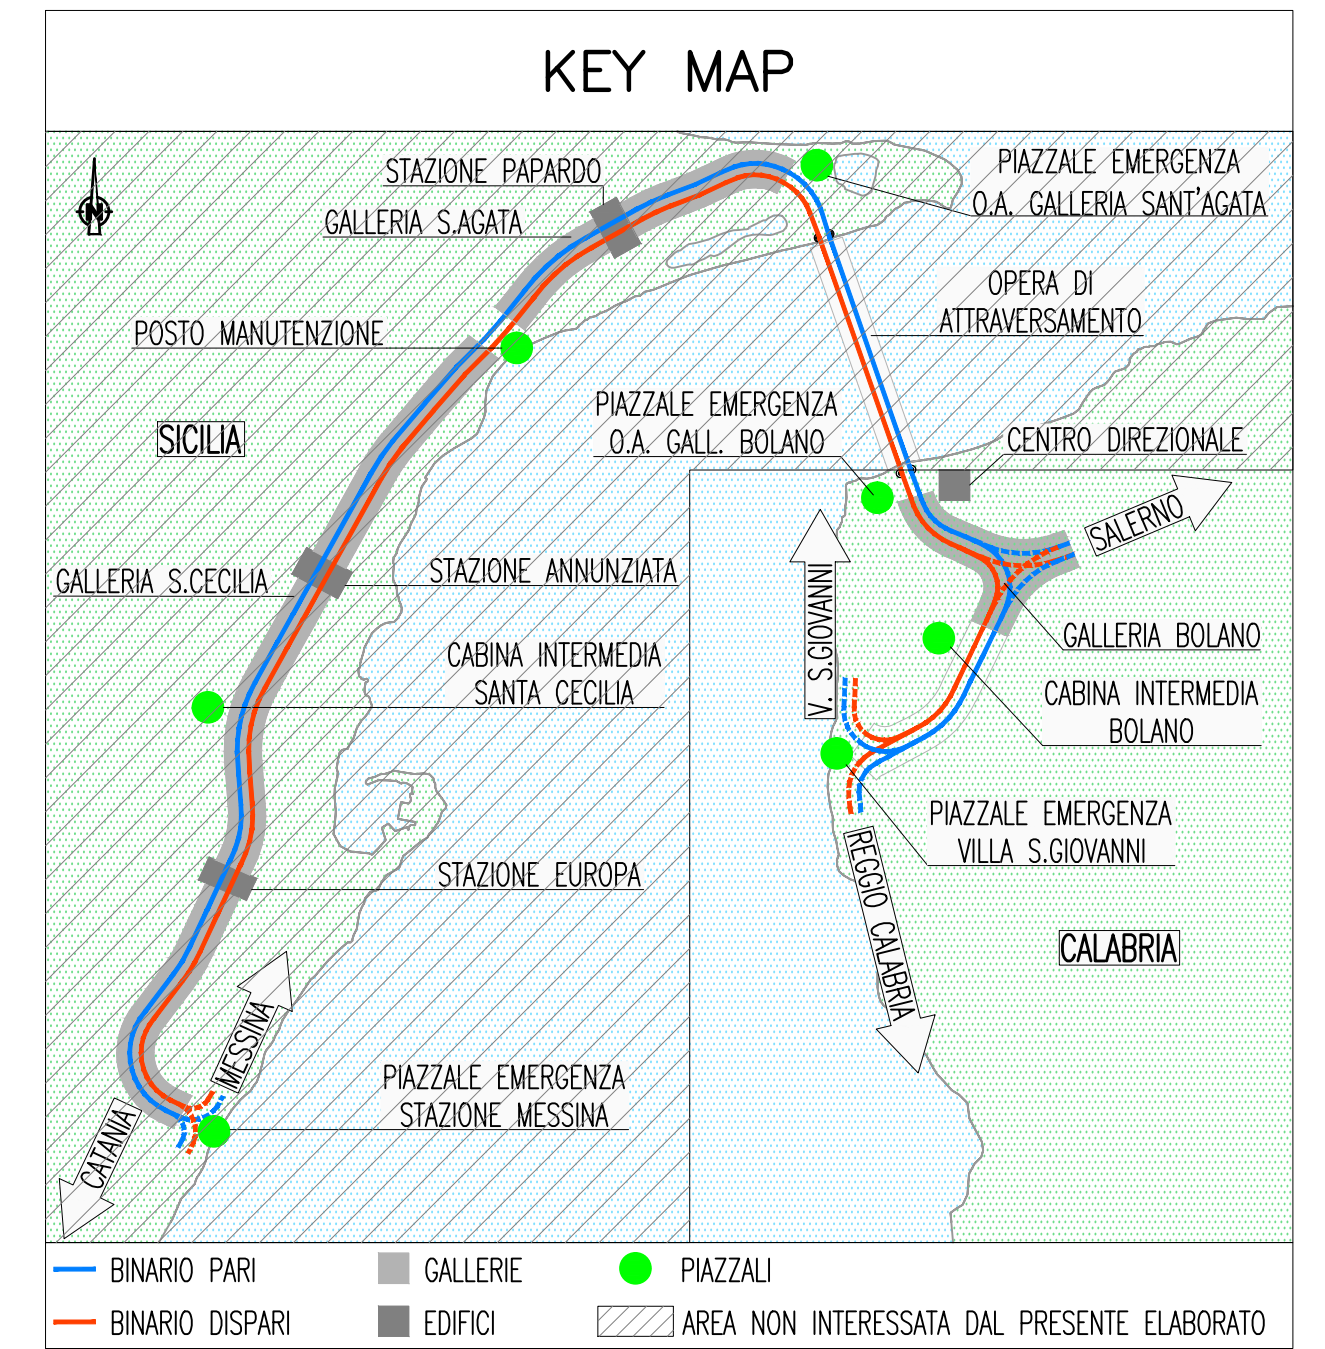 KEY MAP
N
STAZIONE PAPARDO
GALLERIA S.AGATA
PIAZZALE EMERGENZA
O.A. GALLERIA SANT'AGATA
OPERA DI
ATTRAVERSAMENTO
POSTO MANUTENZIONE
PIAZZALE EMERGENZA
O.A. GALL. BOLANO
SICILIA
CENTRO DIREZIONALE
SALERNO
STAZIONE ANNUNZIATA
GALLERIA S.CECILIA
V. S.GIOVANNI
GALLERIA BOLANO
CABINA INTERMEDIA
SANTA CECILIA
CABINA INTERMEDIA
BOLANO
PIAZZALE EMERGENZA
VILLA S.GIOVANNI
STAZIONE EUROPA
REGGIO CALABRIA
CALABRIA
MESSINA
PIAZZALE EMERGENZA
STAZIONE MESSINA
CATANIA
BINARIO PARI
GALLERIE
PIAZZALI
BINARIO DISPARI
EDIFICI
AREA NON INTERESSATA DAL PRESENTE ELABORATO